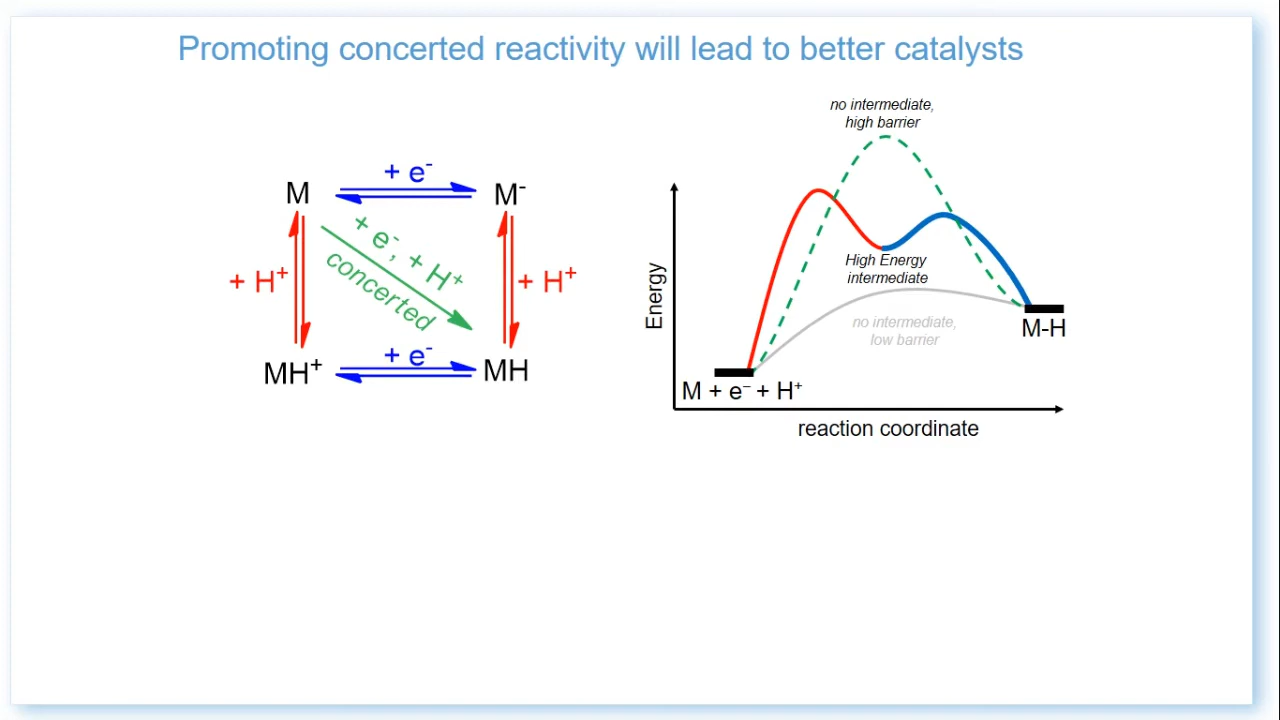 Promoting concerted reactivity will lead to better catalysts
M
+ e⁻
M⁻
+ H⁺
+ e⁻, + H⁺
concerted
+ H⁺
MH⁺
+ e⁻
MH
no intermediate,
high barrier
Energy
High Energy
intermediate
no intermediate,
low barrier
M-H
M + e⁻ + H⁺
reaction coordinate